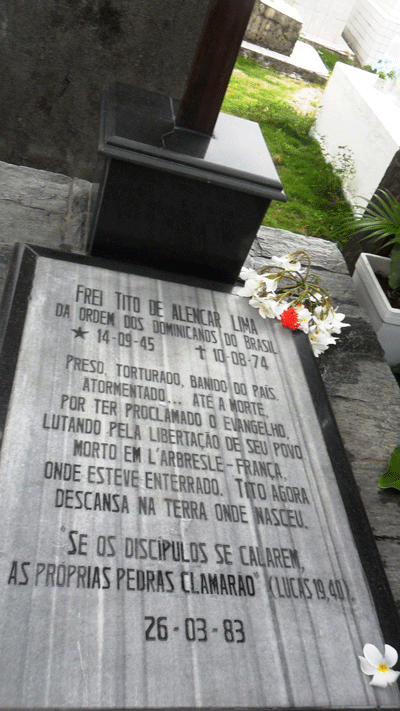 FREI TITO DE ALENCAR LIMA
DA ORDEM DOS DOMINICANOS DO BRASIL
★ 14-09-45 ✝ 10-08-74
PRESO, TORTURADO, BANIDO DO PAÍS,
ATORMENTADO... ATÉ A MORTE,
POR TER PROCLAMADO O EVANGELHO,
LUTANDO PELA LIBERTAÇÃO DE SEU POVO
MORTO EM L'ARBRESLE-FRANÇA,
ONDE ESTEVE ENTERRADO. TITO AGORA
DESCANSA NA TERRA ONDE NASCEU.
"SE OS DISCÍPULOS SE CALAREM,
AS PRÓPRIAS PEDRAS CLAMARÃO" (LUCAS 19,40).
26-03-83